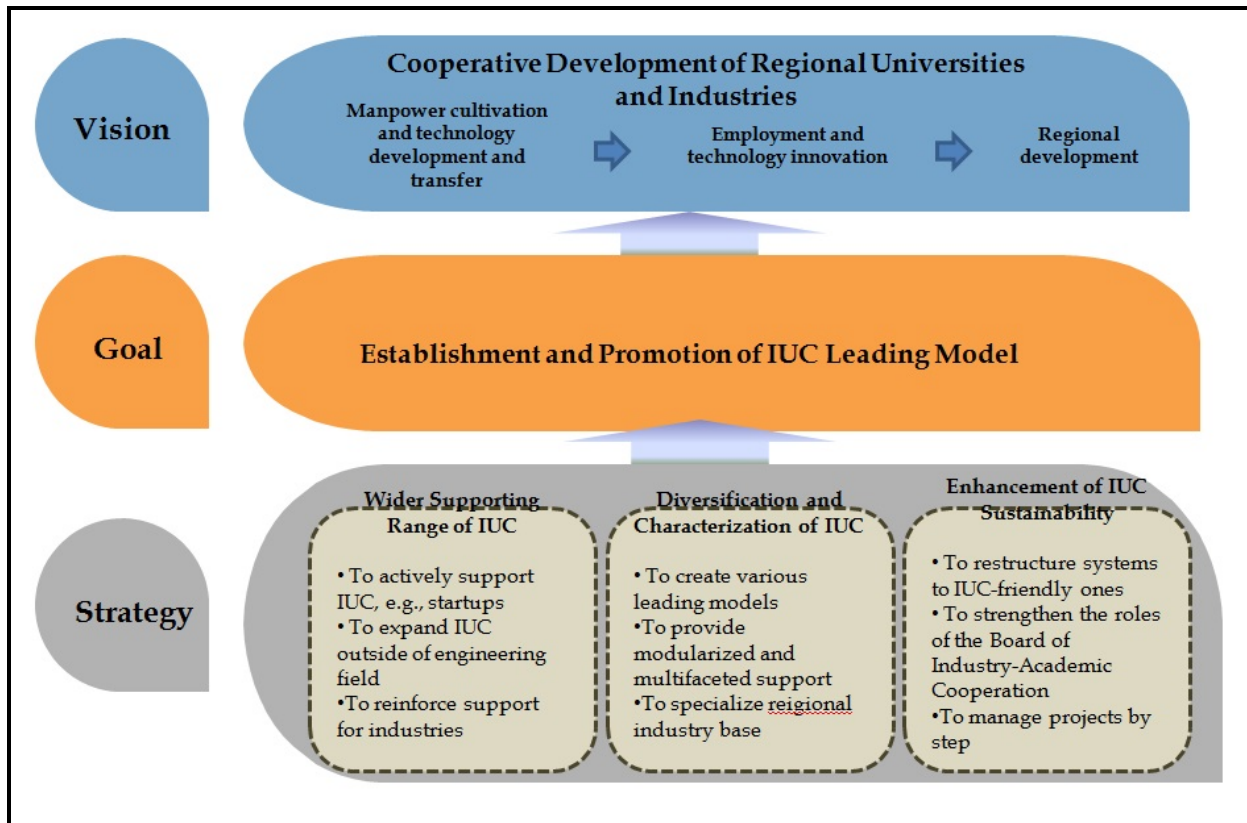 Vision
Cooperative Development of Regional Universities
and Industries
Manpower cultivation
and technology
development and
transfer
Employment and
technology innovation
Regional
development
Goal
Establishment and Promotion of IUC Leading Model
Strategy
Wider Supporting
Range of IUC
• To actively support
IUC, e.g., startups
• To expand IUC
outside of engineering
field
•To reinforce support
for industries
Diversification and
Characterization of IUC
• To create various
leading models
•To provide
modularized and
multifaceted support
•To specialize reigional
industry base
Enhancement of IUC
Sustainability
• To restructure systems
to IUC-friendly ones
• To strengthen the roles
of the Board of
Industry-Academic
Cooperation
•To manage projects by
step